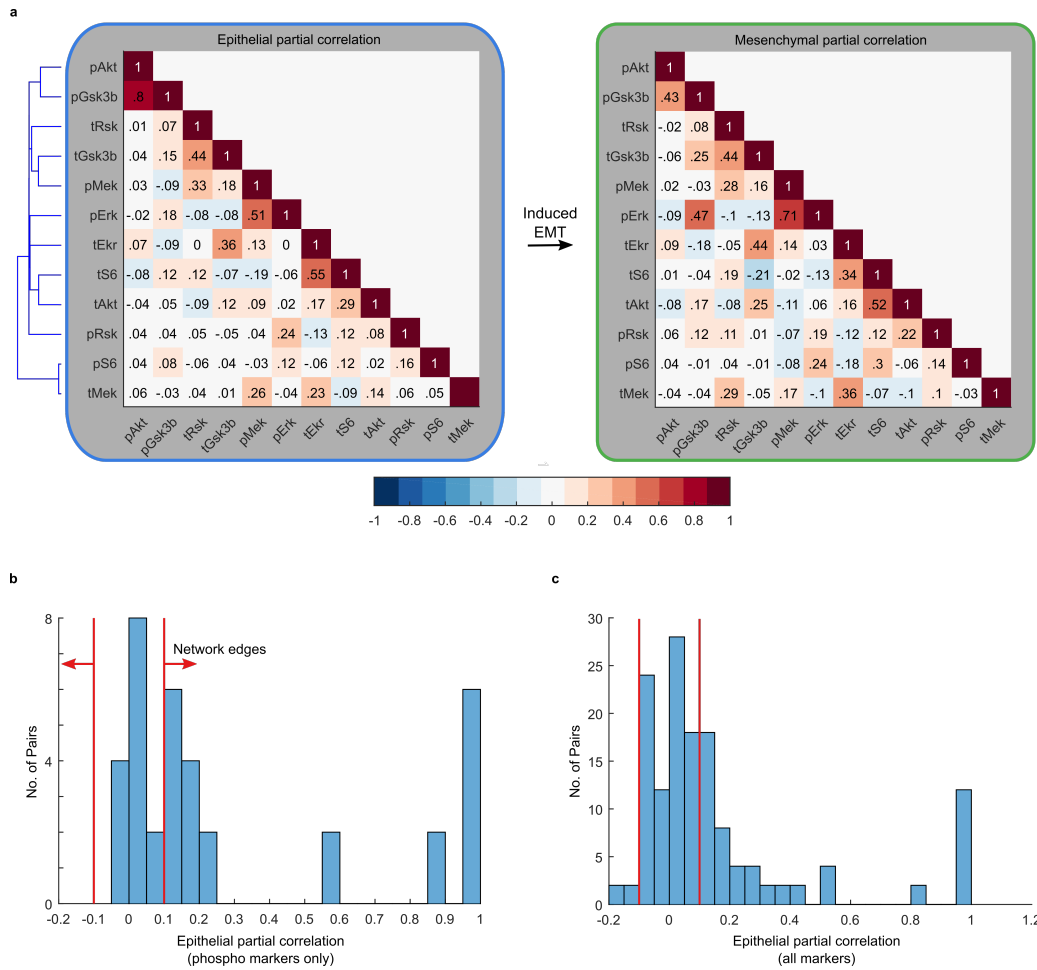 a
Epithelial partial correlation
Mesenchymal partial correlation
pAkt 1
pGsk3b .8 1
tRsk .01 .07 1
tGsk3b .04 .15 .44 1
pMek .03 -.09 .33 .18 1
pErk -.02 .18 -.08 -.08 .51 1
tEkr .07 -.09 0 .36 .13 0 1
tS6 -.08 .12 .12 -.07 -.19 -.06 .55 1
tAkt -.04 .05 -.09 .12 .09 .02 .17 .29 1
pRsk .04 .04 .05 -.05 .04 .24 -.13 .12 .08 1
pS6 .04 .08 -.06 .04 -.03 .12 -.06 .12 .02 .16 1
tMek .06 -.03 .04 .01 .26 -.04 .23 -.09 .14 .06 .05
pAkt pGsk3b tRsk tGsk3b pMek pErk tEkr tS6 tAkt pRsk pS6 tMek
Induced
EMT
pAkt 1
pGsk3b .43 1
tRsk -.02 .08 1
tGsk3b -.06 .25 .44 1
pMek .02 -.03 .28 .16 1
pErk -.09 .47 -.1 -.13 .71 1
tEkr .09 -.18 -.05 .44 .14 .03 1
tS6 .01 -.04 .19 -.21 -.02 -.13 .34 1
tAkt -.08 .17 -.08 .25 -.11 .06 .16 .52 1
pRsk .06 .12 .11 .01 -.07 .19 -.12 .12 .22 1
pS6 .04 -.01 .04 -.01 -.08 .24 -.18 .3 -.06 .14 1
tMek -.04 -.04 .29 -.05 .17 -.1 .36 -.07 -.1 .1 -.03 1
pAkt pGsk3b tRsk tGsk3b pMek pErk tEkr tS6 tAkt pRsk pS6 tMek
-1 -0.8 -0.6 -0.4 -0.2 0 0.2 0.4 0.6 0.8 1
b
No. of Pairs
8
4
0
Network edges
-0.2 -0.1 0 0.1 0.2 0.3 0.4 0.5 0.6 0.7 0.8 0.9 1
Epithelial partial correlation
(phospho markers only)
c
No. of Pairs
30
25
20
15
10
5
0
-0.2 0 0.2 0.4 0.6 0.8 1 1.2
Epithelial partial correlation
(all markers)